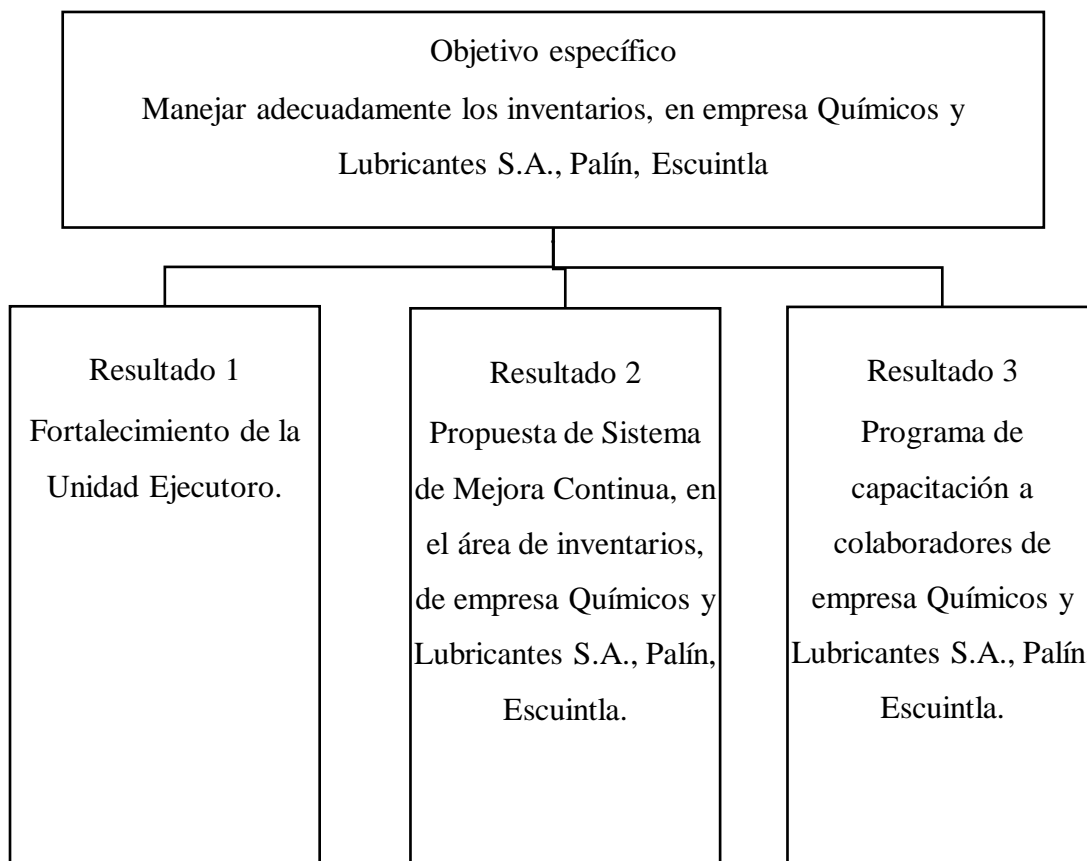 Objetivo específico
Manejar adecuadamente los inventarios, en empresa Químicos y
Lubricantes S.A., Palín, Escuintla
Resultado 1
Fortalecimiento de la
Unidad Ejecutoro.
Resultado 2
Propuesta de Sistema
de Mejora Continua, en
el área de inventarios,
de empresa Químicos y
Lubricantes S.A., Palín,
Escuintla.
Resultado 3
Programa de
capacitación a
colaboradores de
empresa Químicos y
Lubricantes S.A., Palín
Escuintla.